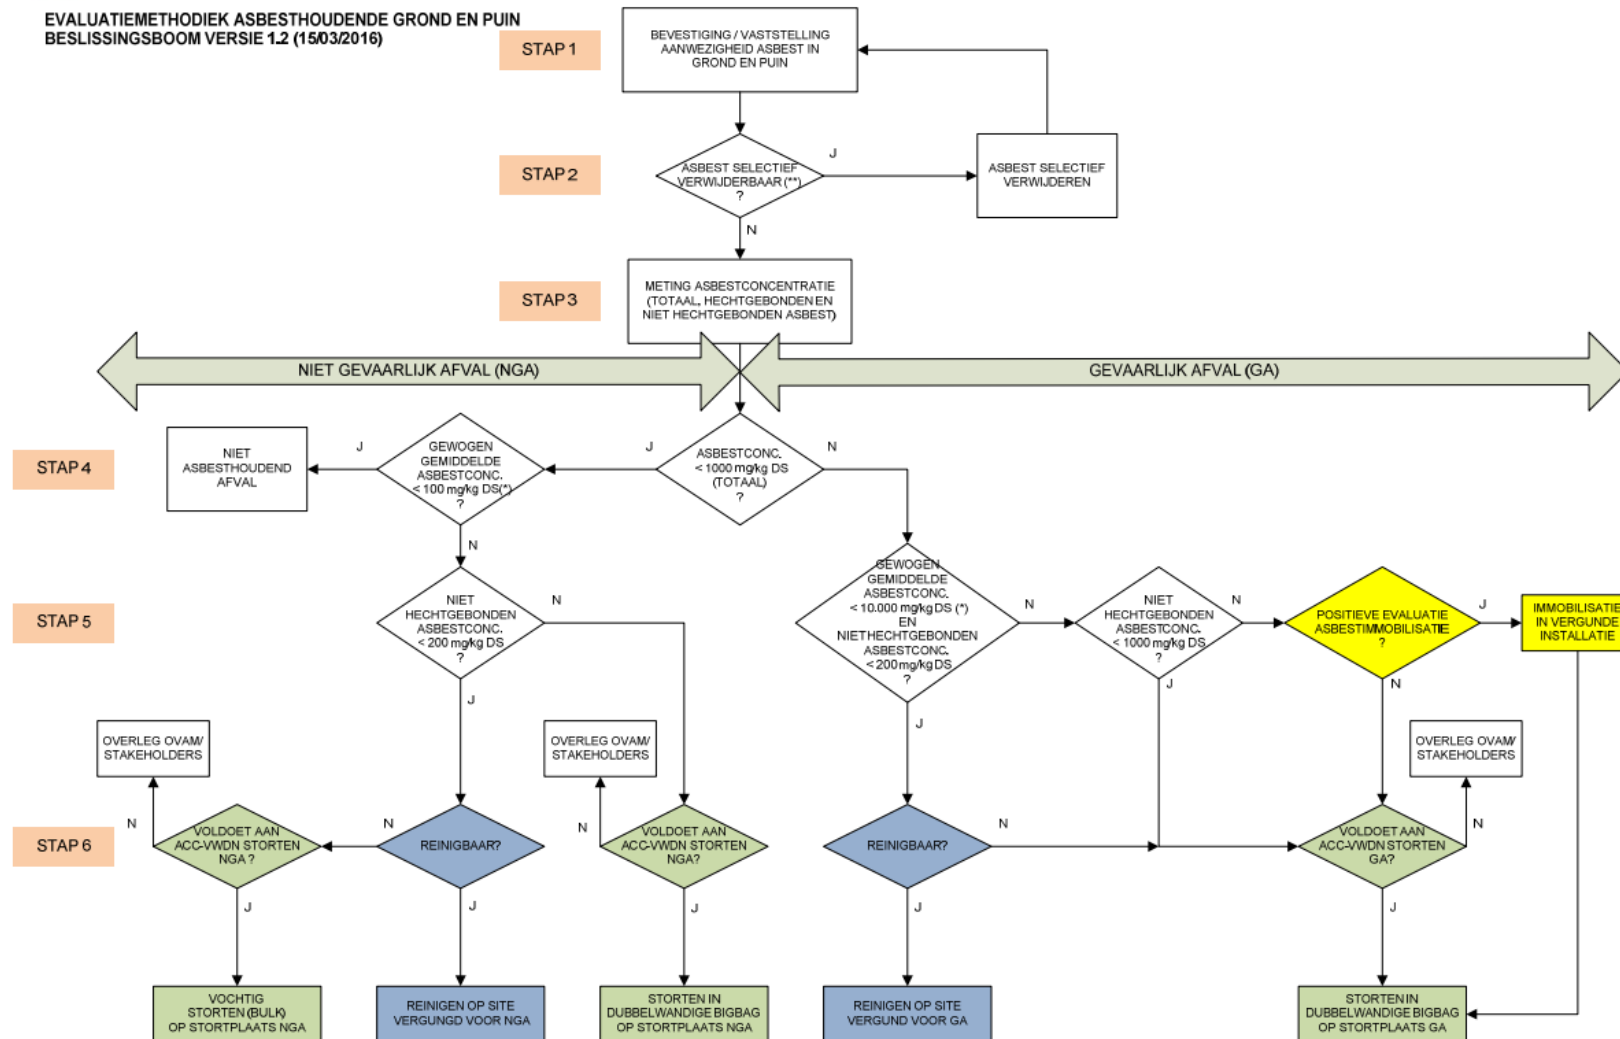 EVALUATIEMETHODIEK ASBESTHOUDENDE GROND EN PUIN
BESLISSINGSBOOM VERSIE 1.2 (15/03/2016)
STAP 1
BEVESTIGING / VASTSTELLING
AANWEZIGHEID ASBEST IN
GROND EN PUIN
STAP 2
ASBEST SELECTIEF
VERWIJDERBAAR (**)
?
J
ASBEST SELECTIEF
VERWIJDEREN
N
STAP 3
METING ASBESTCONCENTRATIE
(TOTAAL, HECHTGEBONDEN EN
NIET HECHTGEBONDEN ASBEST)
NIET GEVAARLIJK AFVAL (NGA)
GEVAARLIJK AFVAL (GA)
STAP 4
NIET
ASBESTHOUDEND
AFVAL
J
GEWOGEN
GEMIDDELDE
ASBESTCONC.
< 100 mg/kg DS(*)
?
J
ASBESTCONC.
< 1000 mg/kg DS
(TOTAAL)
?
N
N
STAP 5
NIET
HECHTGEBONDEN
ASBESTCONC.
< 200 mg/kg DS
?
N
J
GEWOGEN
GEMIDDELDE
ASBESTCONC.
< 10.000 mg/kg DS (*)
EN
NIET HECHTGEBONDEN
ASBESTCONC.
< 200 mg/kg DS
?
N
J
NIET
HECHTGEBONDEN
ASBESTCONC.
< 1000 mg/kg DS
?
N
J
POSITIEVE EVALUATIE
ASBESTIMMOBILISATIE
?
J
N
IMMOBILISATIE
IN VERGUNDE
INSTALLATIE
OVERLEG OVAM/
STAKEHOLDERS
OVERLEG OVAM/
STAKEHOLDERS
OVERLEG OVAM/
STAKEHOLDERS
STAP 6
N
VOLDOET AAN
ACC-VWDN STORTEN
NGA ?
J
N
REINIGBAAR?
J
N
VOLDOET AAN
ACC-VWDN STORTEN
NGA?
J
REINIGBAAR?
N
J
VOLDOET AAN
ACC-VWDN STORTEN
GA?
N
J
VOCHTIG
STORTEN (BULK)
OP STORTPLAATS NGA
REINIGEN OP SITE
VERGUNGD VOOR NGA
STORTEN IN
DUBBELWANDIGE BIGBAG
OP STORTPLAATS NGA
REINIGEN OP SITE
VERGUND VOOR GA
STORTEN IN
DUBBELWANDIGE BIGBAG
OP STORTPLAATS GA